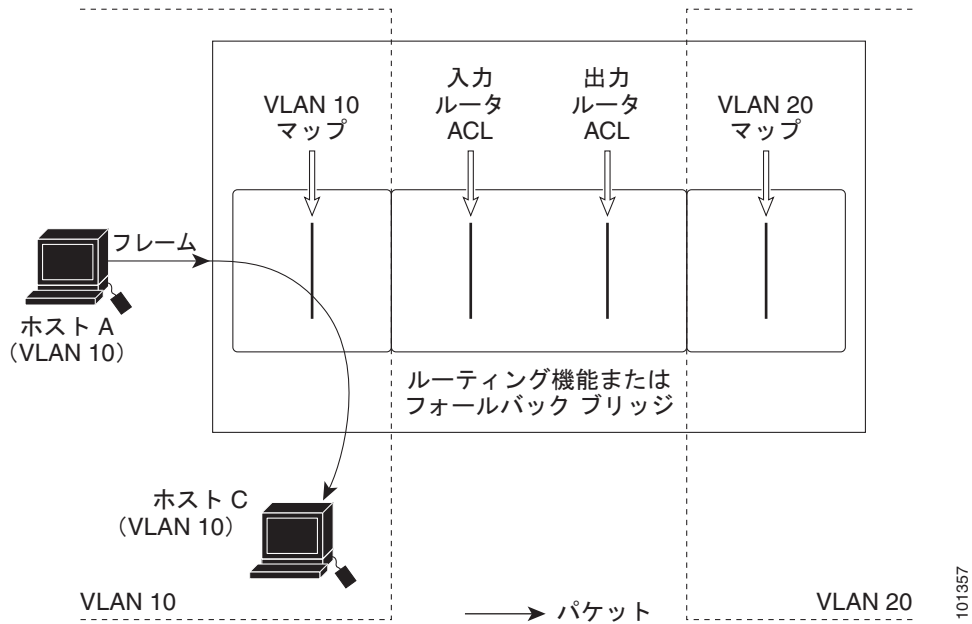 VLAN 10
マップ
入力
ルータ
ACL
出力
ルータ
ACL
VLAN 20
マップ
フレーム
ホスト A
（VLAN 10）
ルーティング機能または
フォールバック ブリッジ
ホスト C
（VLAN 10）
VLAN 10
パケット
VLAN 20
101357